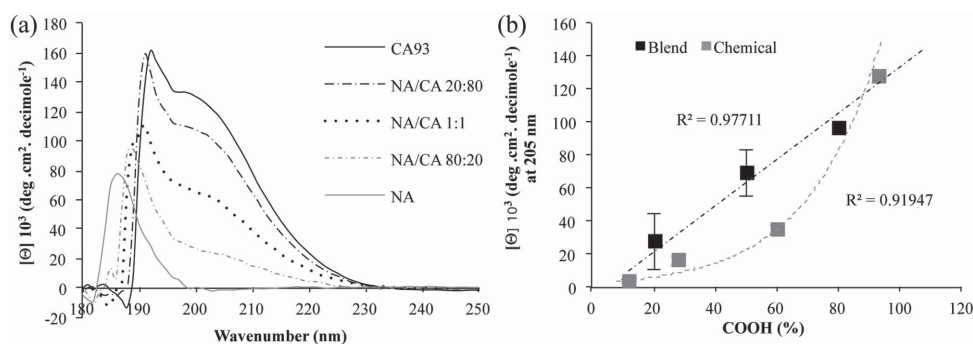 (a)
[Θ] 10³ (deg .cm². decimole⁻¹)
180
160
140
120
100
80
60
40
20
0
-20
180 190 200 210 220 230 240 250
Wavenumber (nm)
CA93
NA/CA 20:80
NA/CA 1:1
NA/CA 80:20
NA
(b)
[Θ] 10³ (deg.cm². decimole⁻¹)
at 205 nm
160
140
120
100
80
60
40
20
0
0 20 40 60 80 100 120
COOH (%)
Blend Chemical
R² = 0.97711
R² = 0.91947